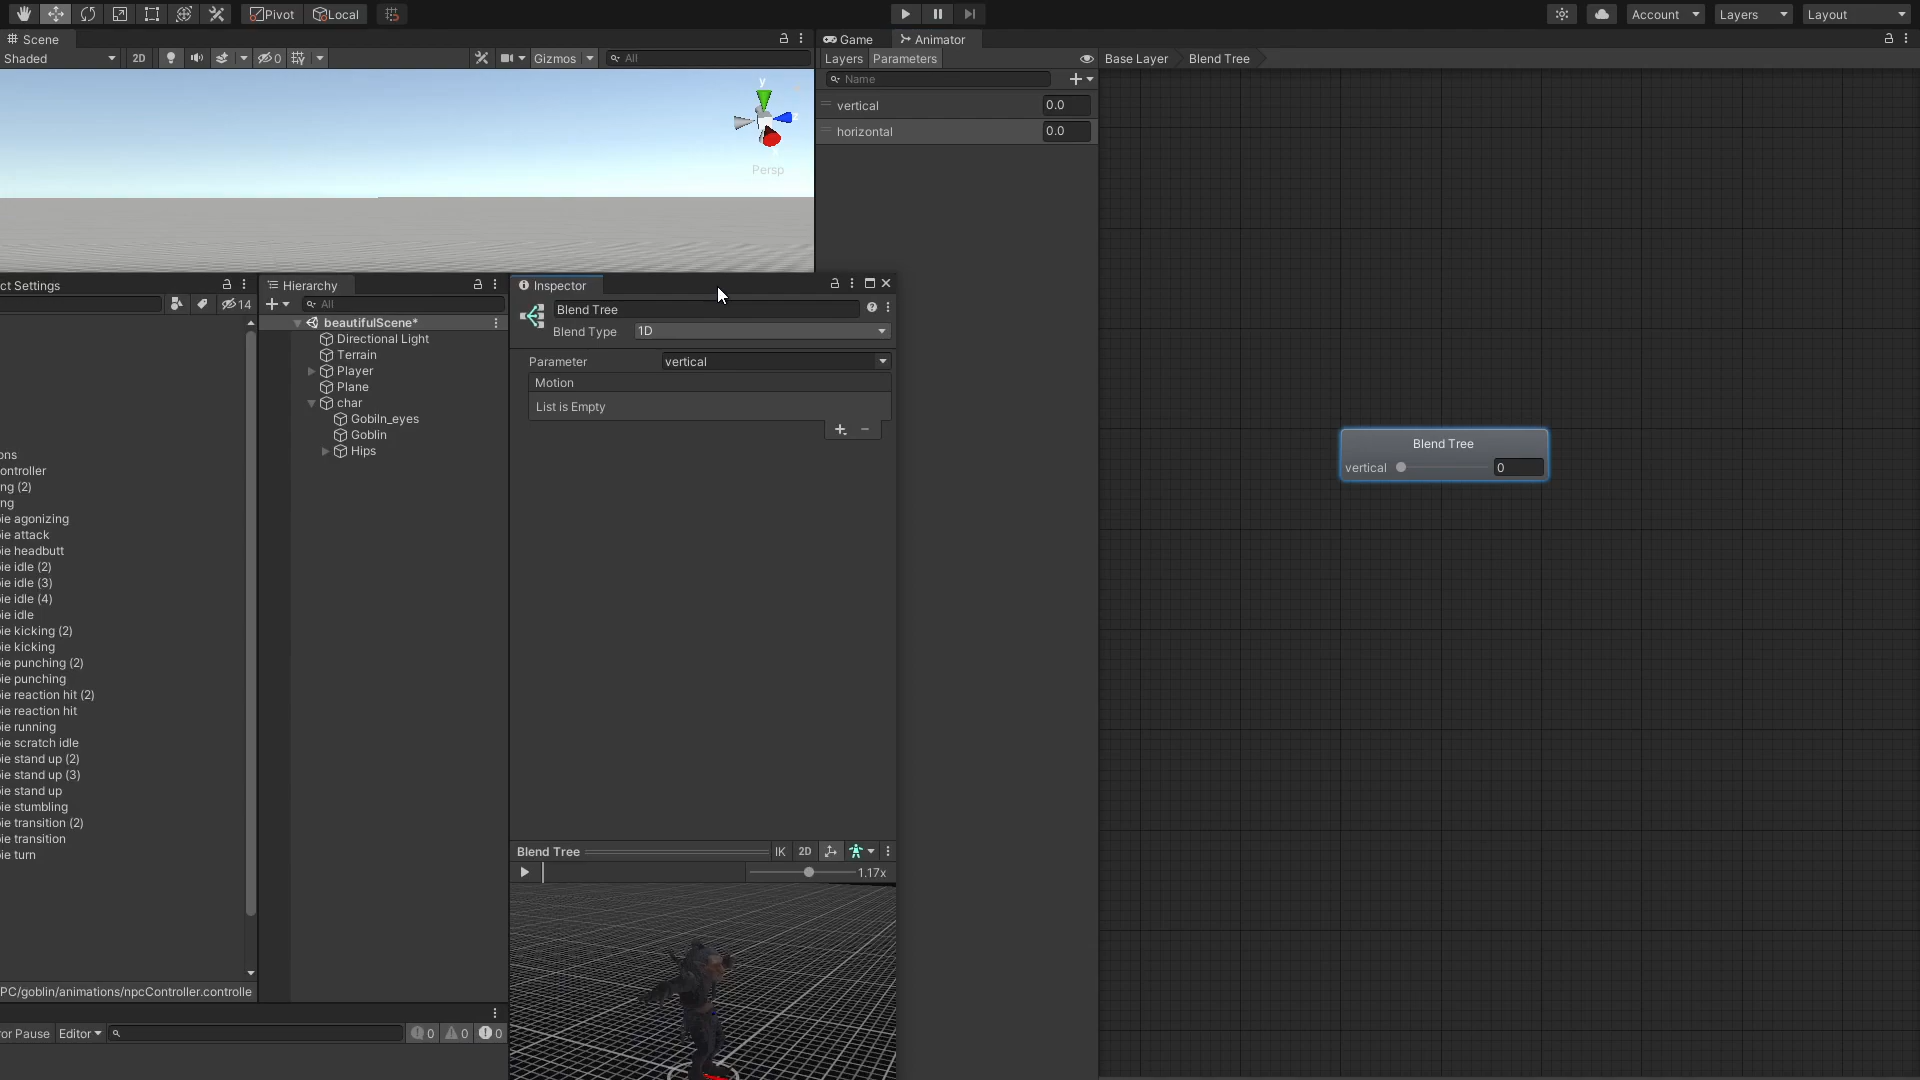 Pivot
Local
Account
Layers
Layout
Scene
Shaded
2D
0
Gizmos
All
y
Persp
Game
Animator
Layers
Parameters
Name
vertical
0.0
horizontal
0.0
Base Layer
Blend Tree
Blend Tree
vertical
0
ct Settings
14
ons
ontroller
ng (2)
ng
ie agonizing
ie attack
ie headbutt
ie idle (2)
ie idle (3)
ie idle (4)
ie idle
ie kicking (2)
ie kicking
ie punching (2)
ie punching
ie reaction hit (2)
ie reaction hit
ie running
ie scratch idle
ie stand up (2)
ie stand up (3)
ie stand up
ie stumbling
ie transition (2)
ie transition
ie turn
PC/goblin/animations/npcController.controlle
or Pause
Editor
0
0
0
Hierarchy
All
beautifulScene*
Directional Light
Terrain
Player
Plane
char
Gobiln_eyes
Goblin
Hips
Inspector
Blend Tree
Blend Type
1D
Parameter
vertical
Motion
List is Empty
Blend Tree
IK
2D
1.17x